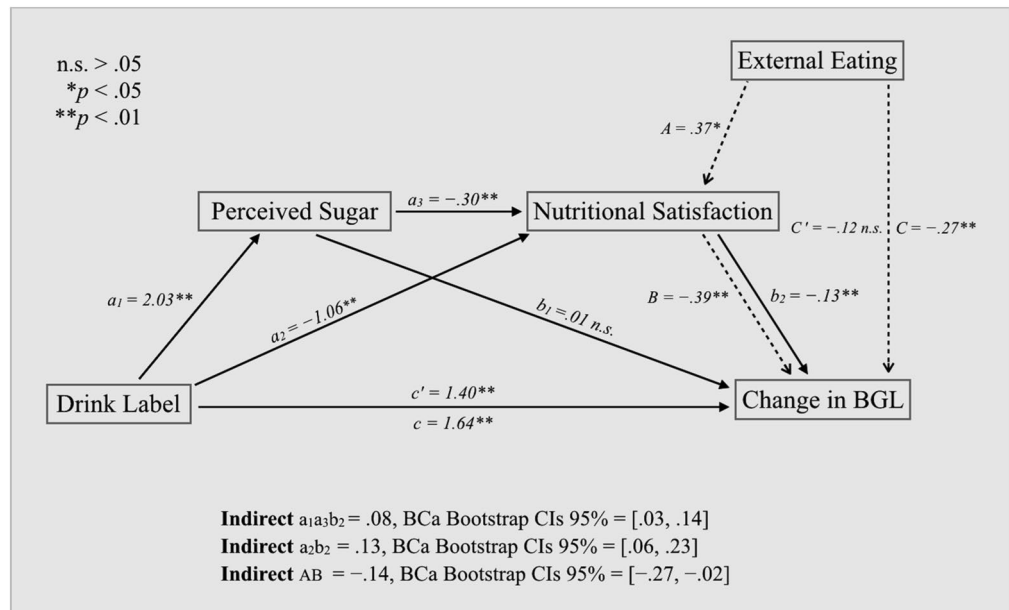 n.s. > .05
*p < .05
**p < .01
External Eating
A = .37*
Perceived Sugar
a₃ = −.30**
Nutritional Satisfaction
C' = −.12 n.s.
C = −.27**
a₁ = 2.03**
a₂ = −1.06**
b₁ =.01 n.s.
B = −.39**
b₂ = −.13**
Drink Label
c' = 1.40**
c = 1.64**
Change in BGL
Indirect a₁a₃b₂ = .08, BCa Bootstrap CIs 95% = [.03, .14]
Indirect a₂b₂ = .13, BCa Bootstrap CIs 95% = [.06, .23]
Indirect AB = −.14, BCa Bootstrap CIs 95% = [−.27, −.02]